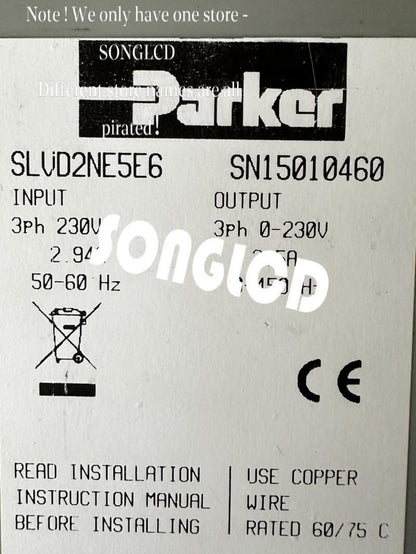 Note ! We only have one store -
SONGLCD
Different store names are all
pirated !
Parker
SLVD2NE5E6 SN15010460
INPUT OUTPUT
3Ph 230V 3Ph 0-230V
50-60 Hz
SONGLCD
CE
READ INSTALLATION
INSTRUCTION MANUAL
BEFORE INSTALLING
USE COPPER
WIRE
RATED 60/75 C